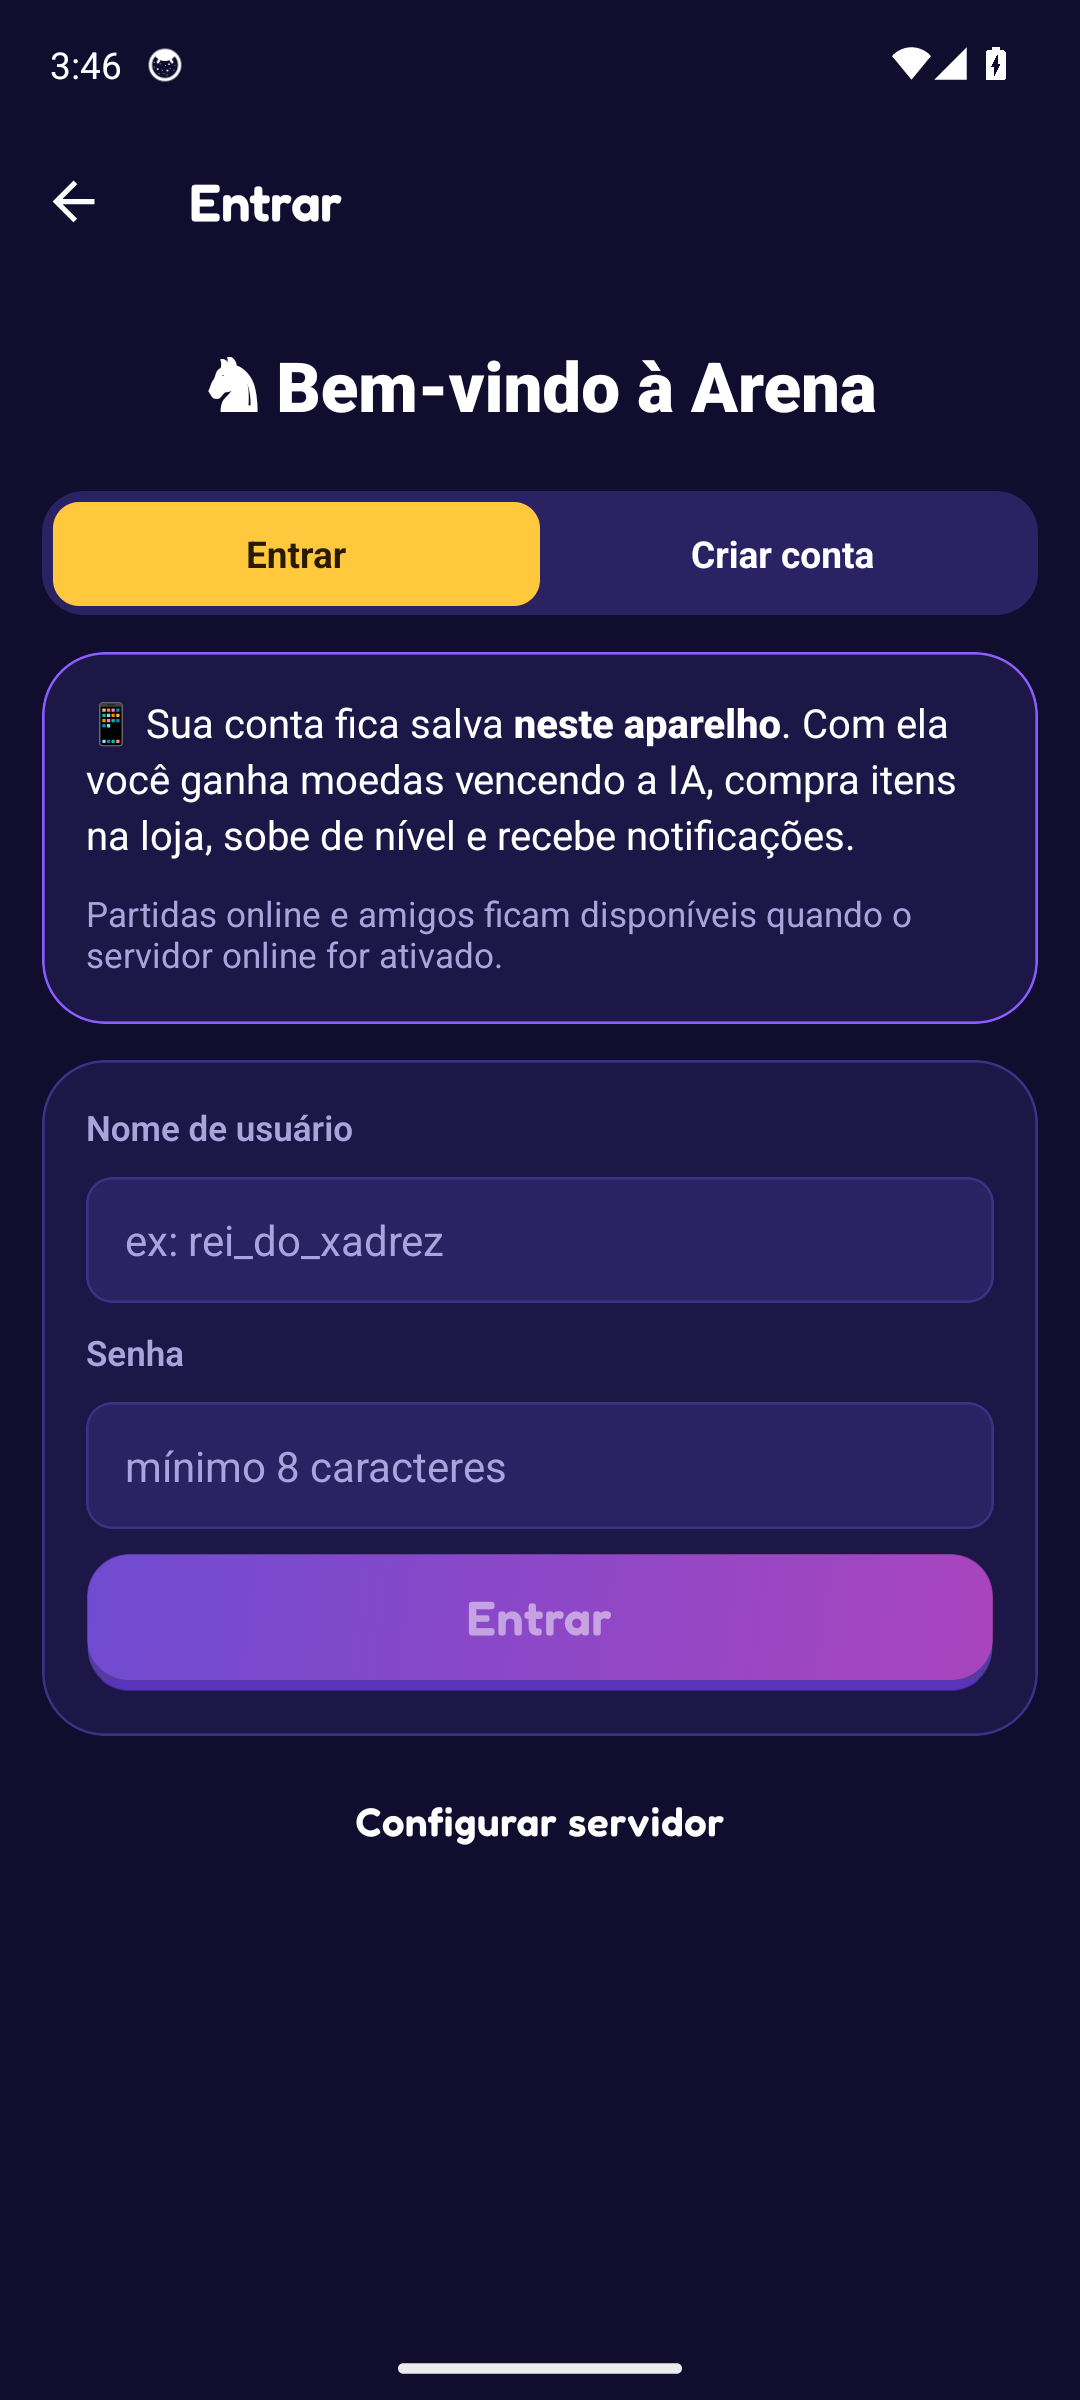 3:46
Entrar
♞ Bem-vindo à Arena
Entrar
Criar conta
📱 Sua conta fica salva neste aparelho. Com ela
você ganha moedas vencendo a IA, compra itens
na loja, sobe de nível e recebe notificações.
Partidas online e amigos ficam disponíveis quando o
servidor online for ativado.
Nome de usuário
ex: rei_do_xadrez
Senha
mínimo 8 caracteres
Entrar
Configurar servidor